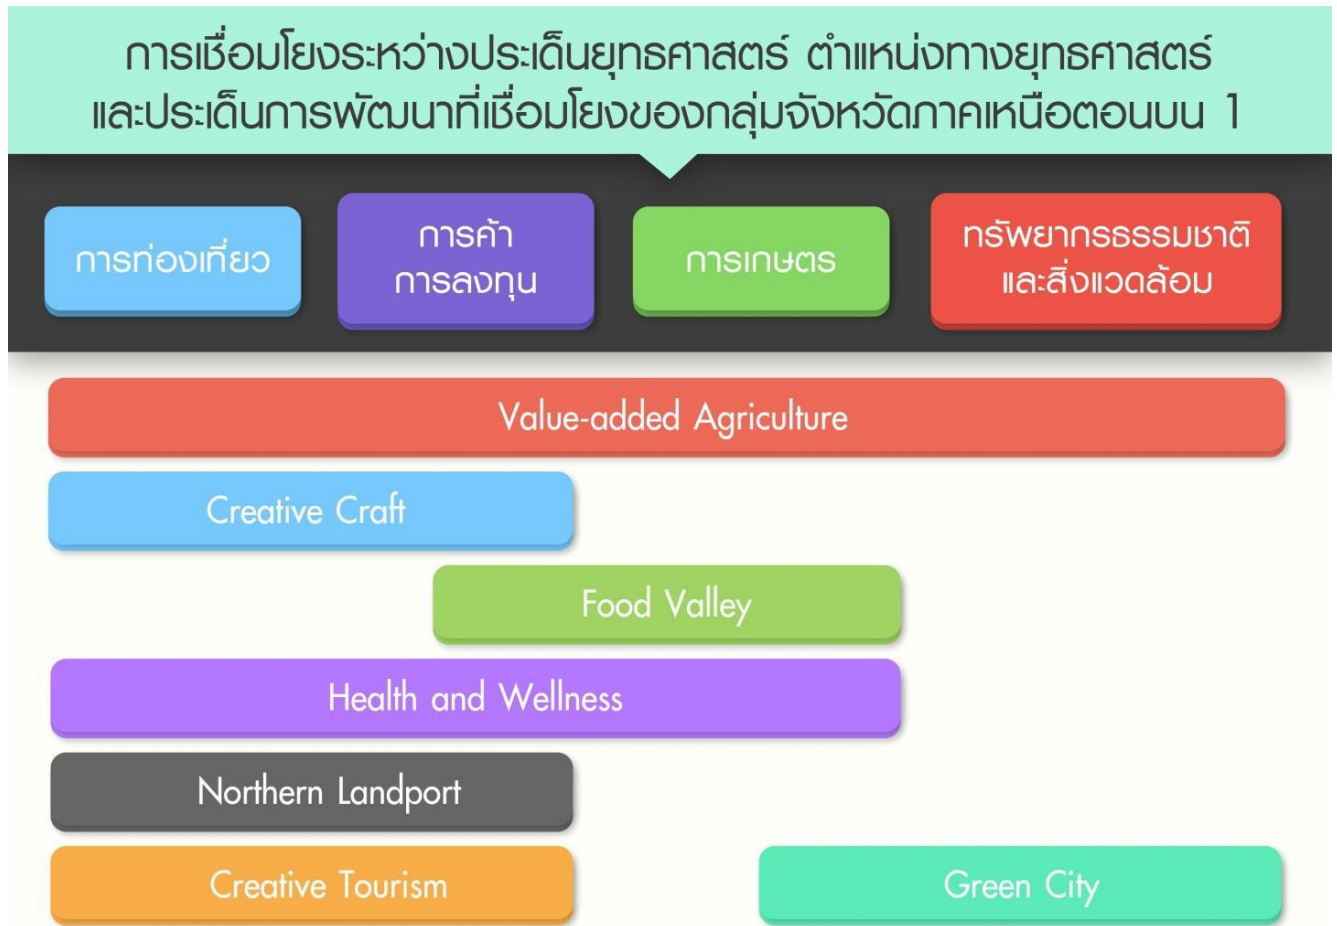 การเชื่อมโยงระหว่างประเด็นยุทธศาสตร์ ตำแหน่งทางยุทธศาสตร์
และประเด็นการพัฒนาที่เชื่อมโยงของกลุ่มจังหวัดภาคเหนือตอนบน 1
การท่องเที่ยว
การค้า
การลงทุน
การเกษตร
ทรัพยากรธรรมชาติ
และสิ่งแวดล้อม
Value-added Agriculture
Creative Craft
Food Valley
Health and Wellness
Northern Landport
Creative Tourism
Green City